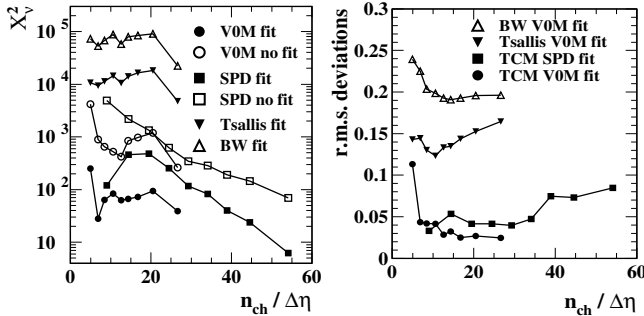 X²ν
10⁵
10⁴
10³
10²
10
V0M fit
V0M no fit
SPD fit
SPD no fit
Tsallis fit
BW fit
0 20 40 60
n_ch / Δη
r.m.s. deviations
0.3
0.25
0.2
0.15
0.1
0.05
0
BW V0M fit
Tsallis V0M fit
TCM SPD fit
TCM V0M fit
0 20 40 60
n_ch / Δη